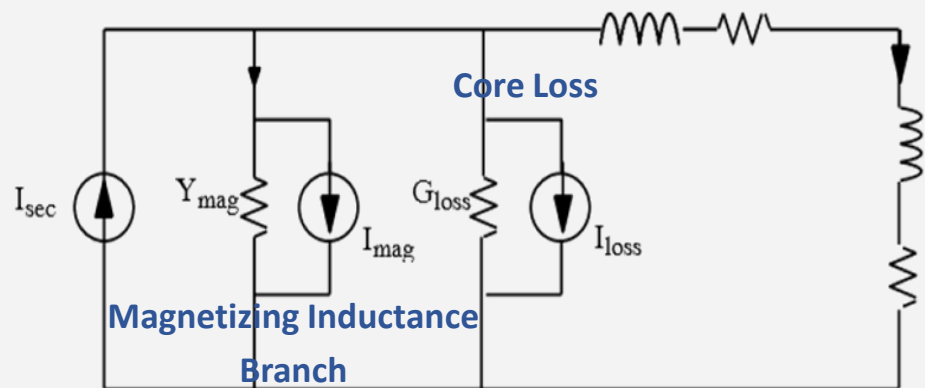 Core Loss
I_sec
Y_mag
I_mag
G_loss
I_loss
Magnetizing Inductance
Branch